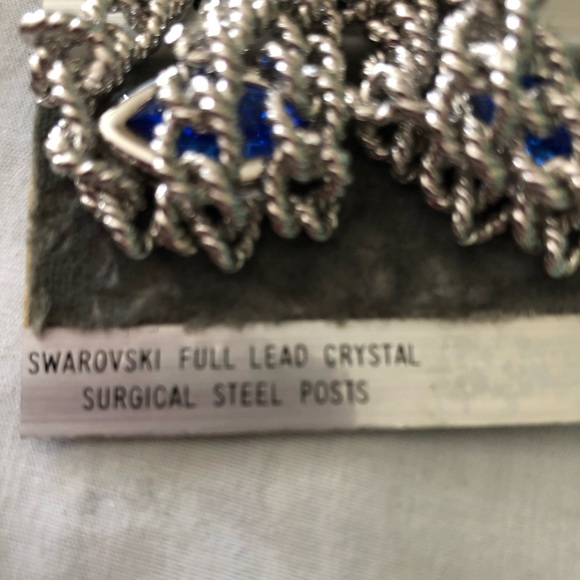 SWAROVSKI FULL LEAD CRYSTAL
SURGICAL STEEL POSTS